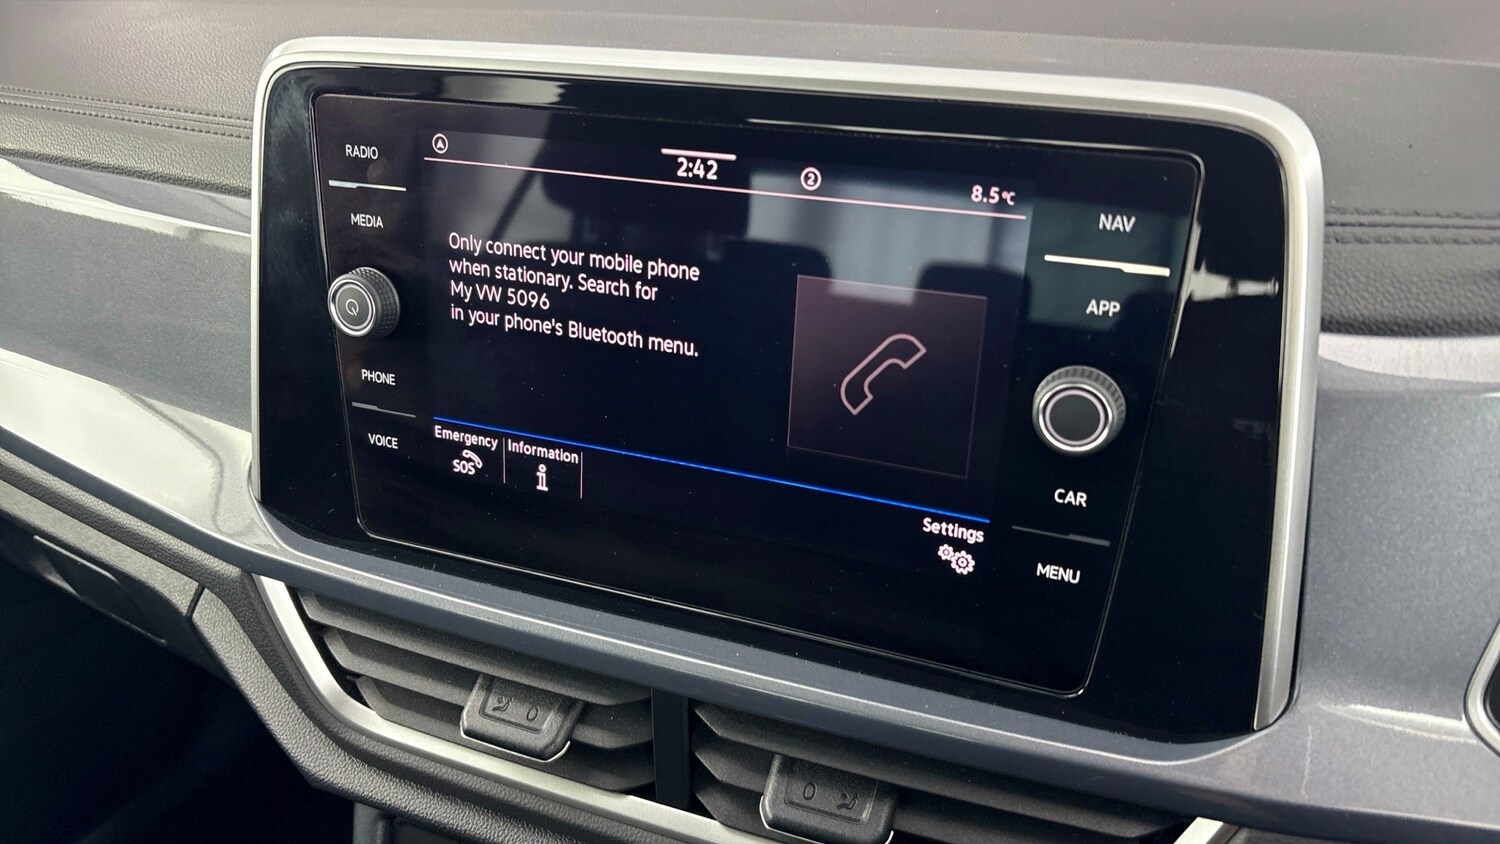 RADIO
MEDIA
PHONE
VOICE
2:42
2
8.5°C
Only connect your mobile phone
when stationary. Search for
My VW 5096
in your phone's Bluetooth menu.
Emergency
SOS
Information
i
Settings
NAV
APP
CAR
MENU